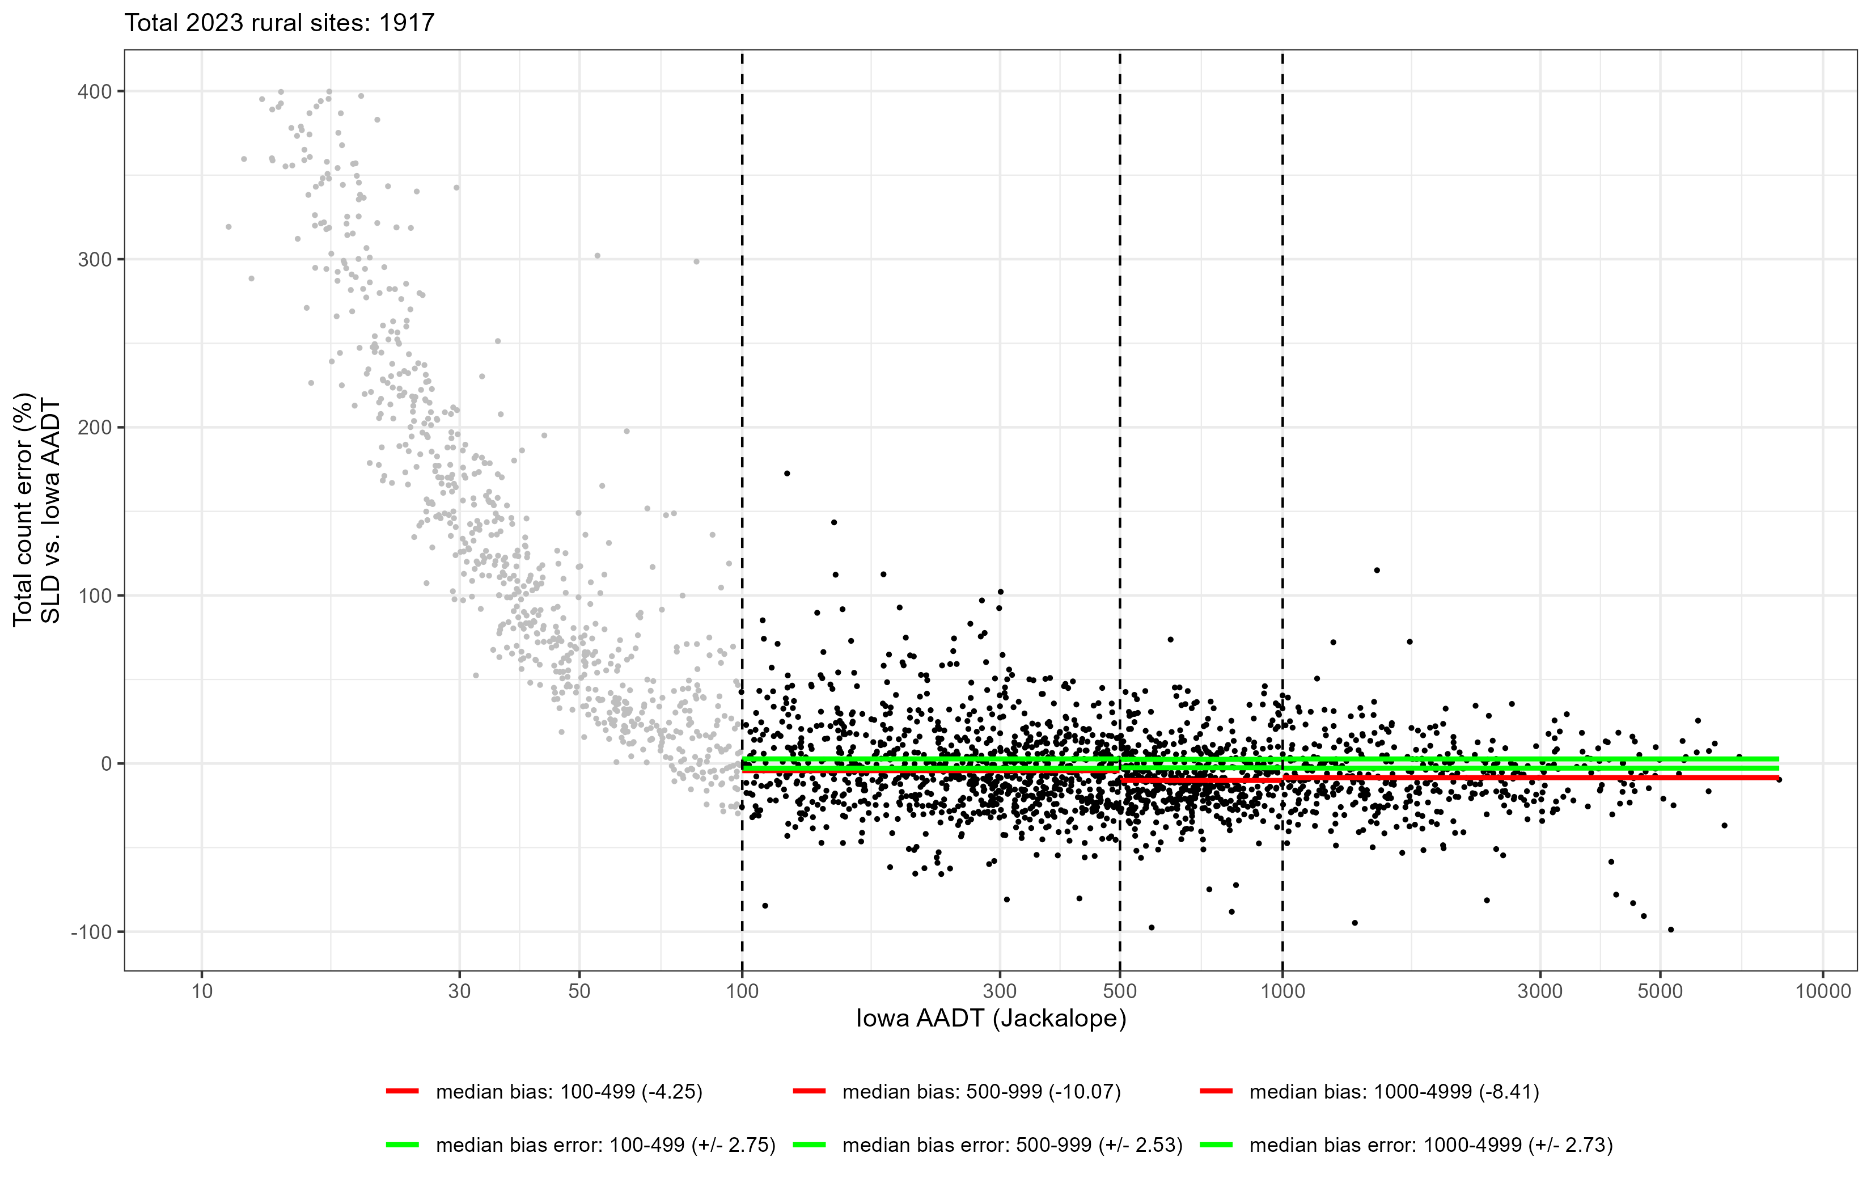 Total 2023 rural sites: 1917
Total count error (%)
SLD vs. Iowa AADT
400
300
200
100
0
-100
10 30 50 100 300 500 1000 3000 5000 10000
Iowa AADT (Jackalope)
median bias: 100-499 (-4.25) median bias: 500-999 (-10.07) median bias: 1000-4999 (-8.41)
median bias error: 100-499 (+/- 2.75) median bias error: 500-999 (+/- 2.53) median bias error: 1000-4999 (+/- 2.73)